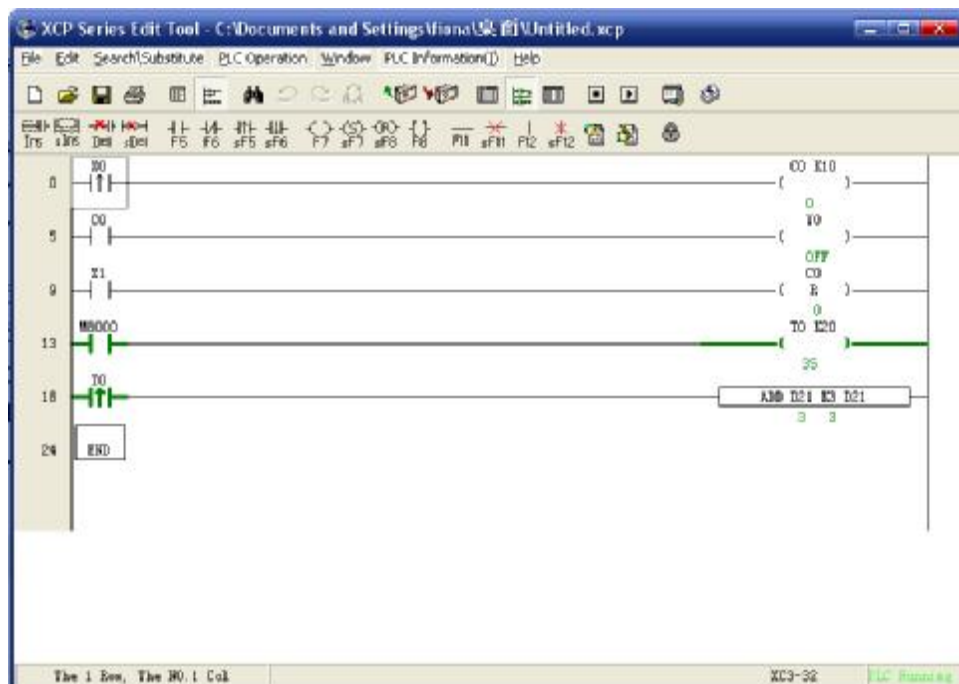 XCP Series Edit Tool - C:\Documents and Settings\fiona\桌面\Untitled.xcp
File Edit Search\Substitute PLC Operation Window PLC Information(I) Help
Ins sIns Del sDel F5 F6 sF5 sF6 F7 sF7 sF8 F8 F11 sF11 F12 sF12
0 X0 C0 K10
0
5 C0 Y0
OFF
9 X1 C0
R
0
13 M8000 T0 K20
35
18 T0 ADD D21 K3 D21
3 3
24 END
The 1 Row, The NO.1 Col XC3-32 PLC Running